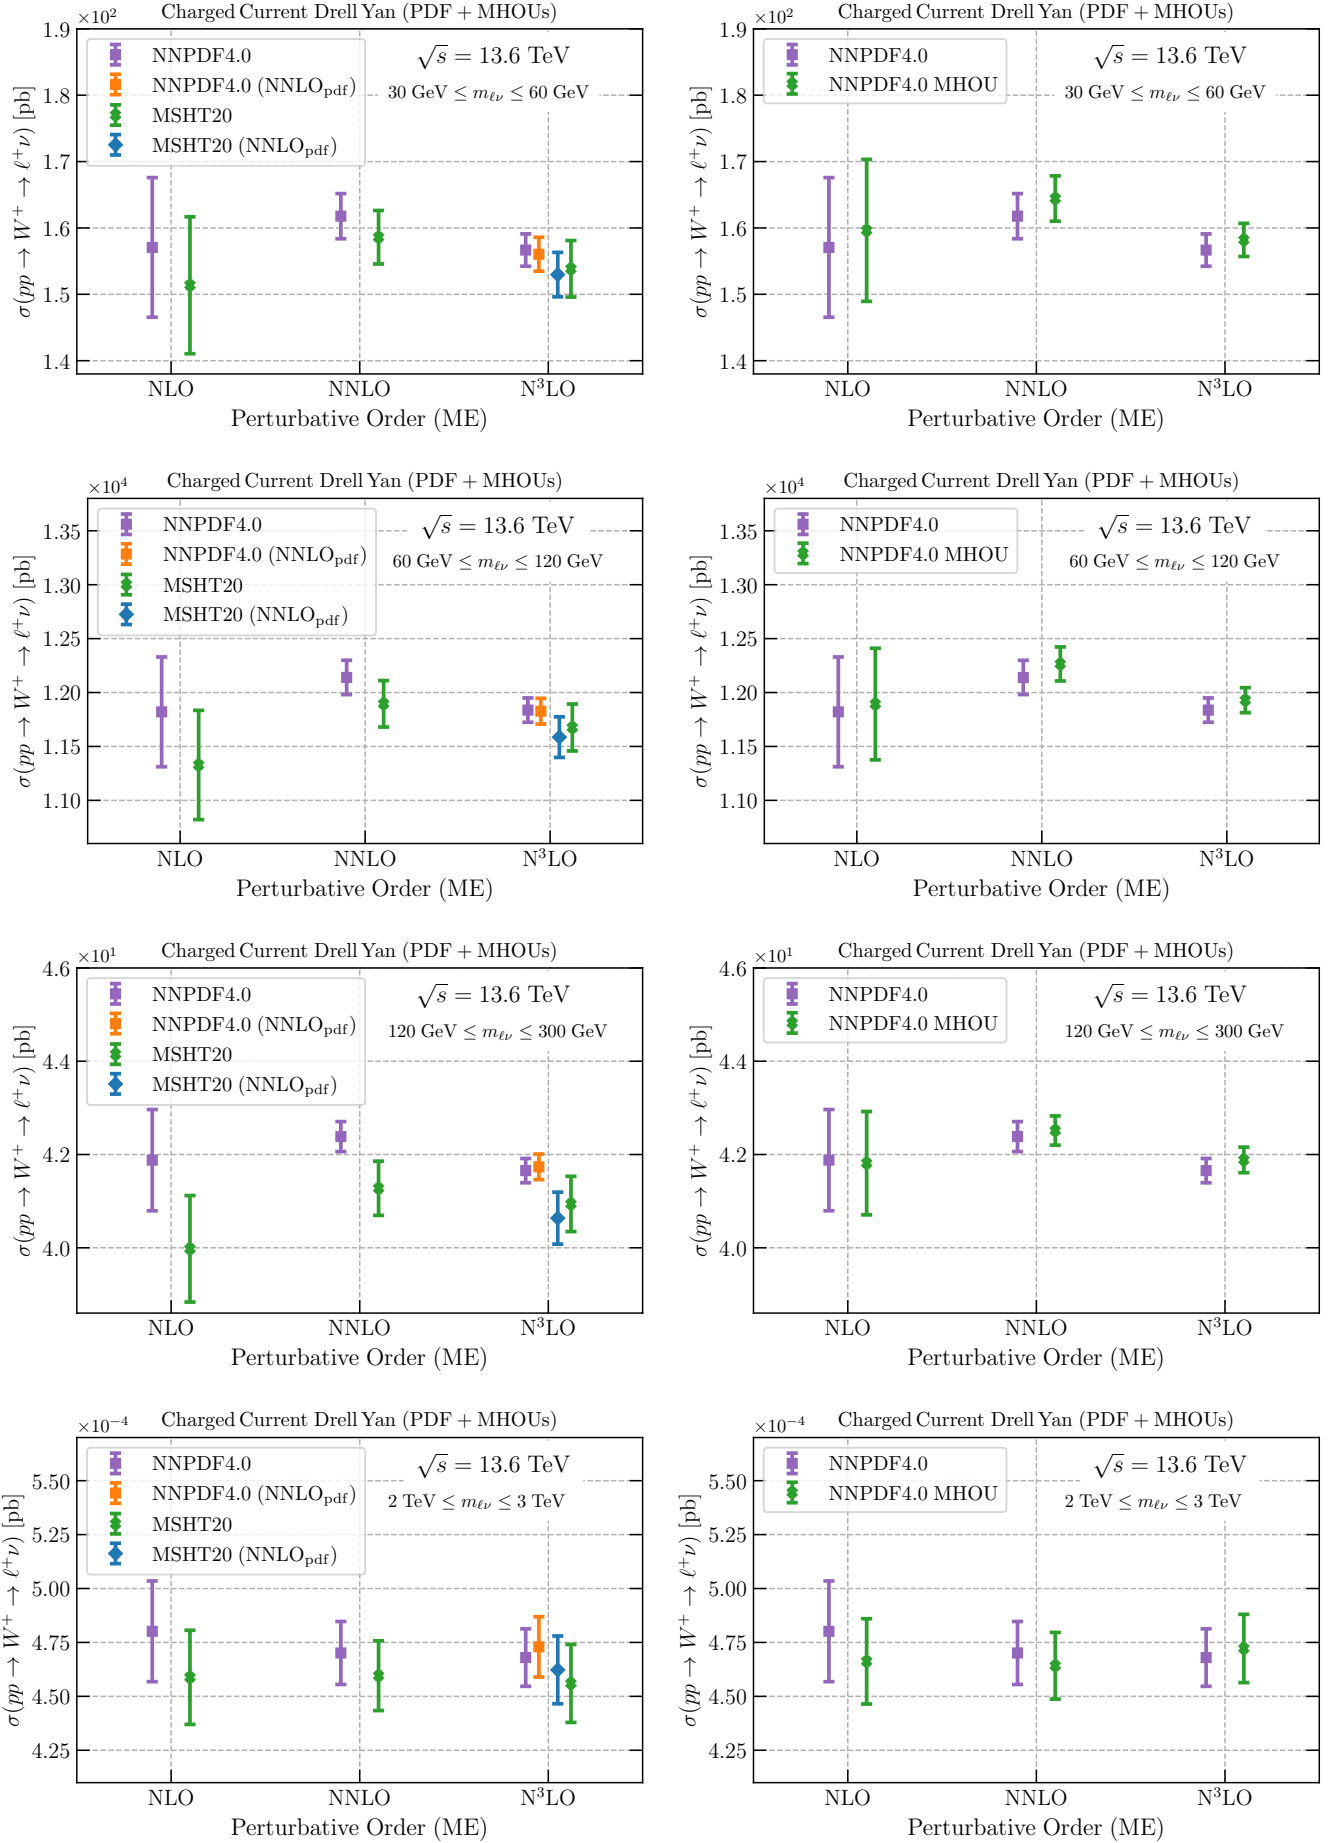 Charged Current Drell Yan (PDF + MHOUs)
×10²
σ(pp → W⁺ → ℓ⁺ν) [pb]
1.9
1.8
1.7
1.6
1.5
1.4
NNPDF4.0
NNPDF4.0 (NNLO_pdf)
MSHT20
MSHT20 (NNLO_pdf)
√s = 13.6 TeV
30 GeV ≤ m_ℓν ≤ 60 GeV
NLO NNLO N³LO
Perturbative Order (ME)
Charged Current Drell Yan (PDF + MHOUs)
×10²
σ(pp → W⁺ → ℓ⁺ν) [pb]
1.9
1.8
1.7
1.6
1.5
1.4
NNPDF4.0
NNPDF4.0 MHOU
√s = 13.6 TeV
30 GeV ≤ m_ℓν ≤ 60 GeV
NLO NNLO N³LO
Perturbative Order (ME)
Charged Current Drell Yan (PDF + MHOUs)
×10⁴
σ(pp → W⁺ → ℓ⁺ν) [pb]
1.35
1.30
1.25
1.20
1.15
1.10
NNPDF4.0
NNPDF4.0 (NNLO_pdf)
MSHT20
MSHT20 (NNLO_pdf)
√s = 13.6 TeV
60 GeV ≤ m_ℓν ≤ 120 GeV
NLO NNLO N³LO
Perturbative Order (ME)
Charged Current Drell Yan (PDF + MHOUs)
×10⁴
σ(pp → W⁺ → ℓ⁺ν) [pb]
1.35
1.30
1.25
1.20
1.15
1.10
NNPDF4.0
NNPDF4.0 MHOU
√s = 13.6 TeV
60 GeV ≤ m_ℓν ≤ 120 GeV
NLO NNLO N³LO
Perturbative Order (ME)
Charged Current Drell Yan (PDF + MHOUs)
×10¹
σ(pp → W⁺ → ℓ⁺ν) [pb]
4.6
4.4
4.2
4.0
NNPDF4.0
NNPDF4.0 (NNLO_pdf)
MSHT20
MSHT20 (NNLO_pdf)
√s = 13.6 TeV
120 GeV ≤ m_ℓν ≤ 300 GeV
NLO NNLO N³LO
Perturbative Order (ME)
Charged Current Drell Yan (PDF + MHOUs)
×10¹
σ(pp → W⁺ → ℓ⁺ν) [pb]
4.6
4.4
4.2
4.0
NNPDF4.0
NNPDF4.0 MHOU
√s = 13.6 TeV
120 GeV ≤ m_ℓν ≤ 300 GeV
NLO NNLO N³LO
Perturbative Order (ME)
Charged Current Drell Yan (PDF + MHOUs)
×10⁻⁴
σ(pp → W⁺ → ℓ⁺ν) [pb]
5.50
5.25
5.00
4.75
4.50
4.25
NNPDF4.0
NNPDF4.0 (NNLO_pdf)
MSHT20
MSHT20 (NNLO_pdf)
√s = 13.6 TeV
2 TeV ≤ m_ℓν ≤ 3 TeV
NLO NNLO N³LO
Perturbative Order (ME)
Charged Current Drell Yan (PDF + MHOUs)
×10⁻⁴
σ(pp → W⁺ → ℓ⁺ν) [pb]
5.50
5.25
5.00
4.75
4.50
4.25
NNPDF4.0
NNPDF4.0 MHOU
√s = 13.6 TeV
2 TeV ≤ m_ℓν ≤ 3 TeV
NLO NNLO N³LO
Perturbative Order (ME)